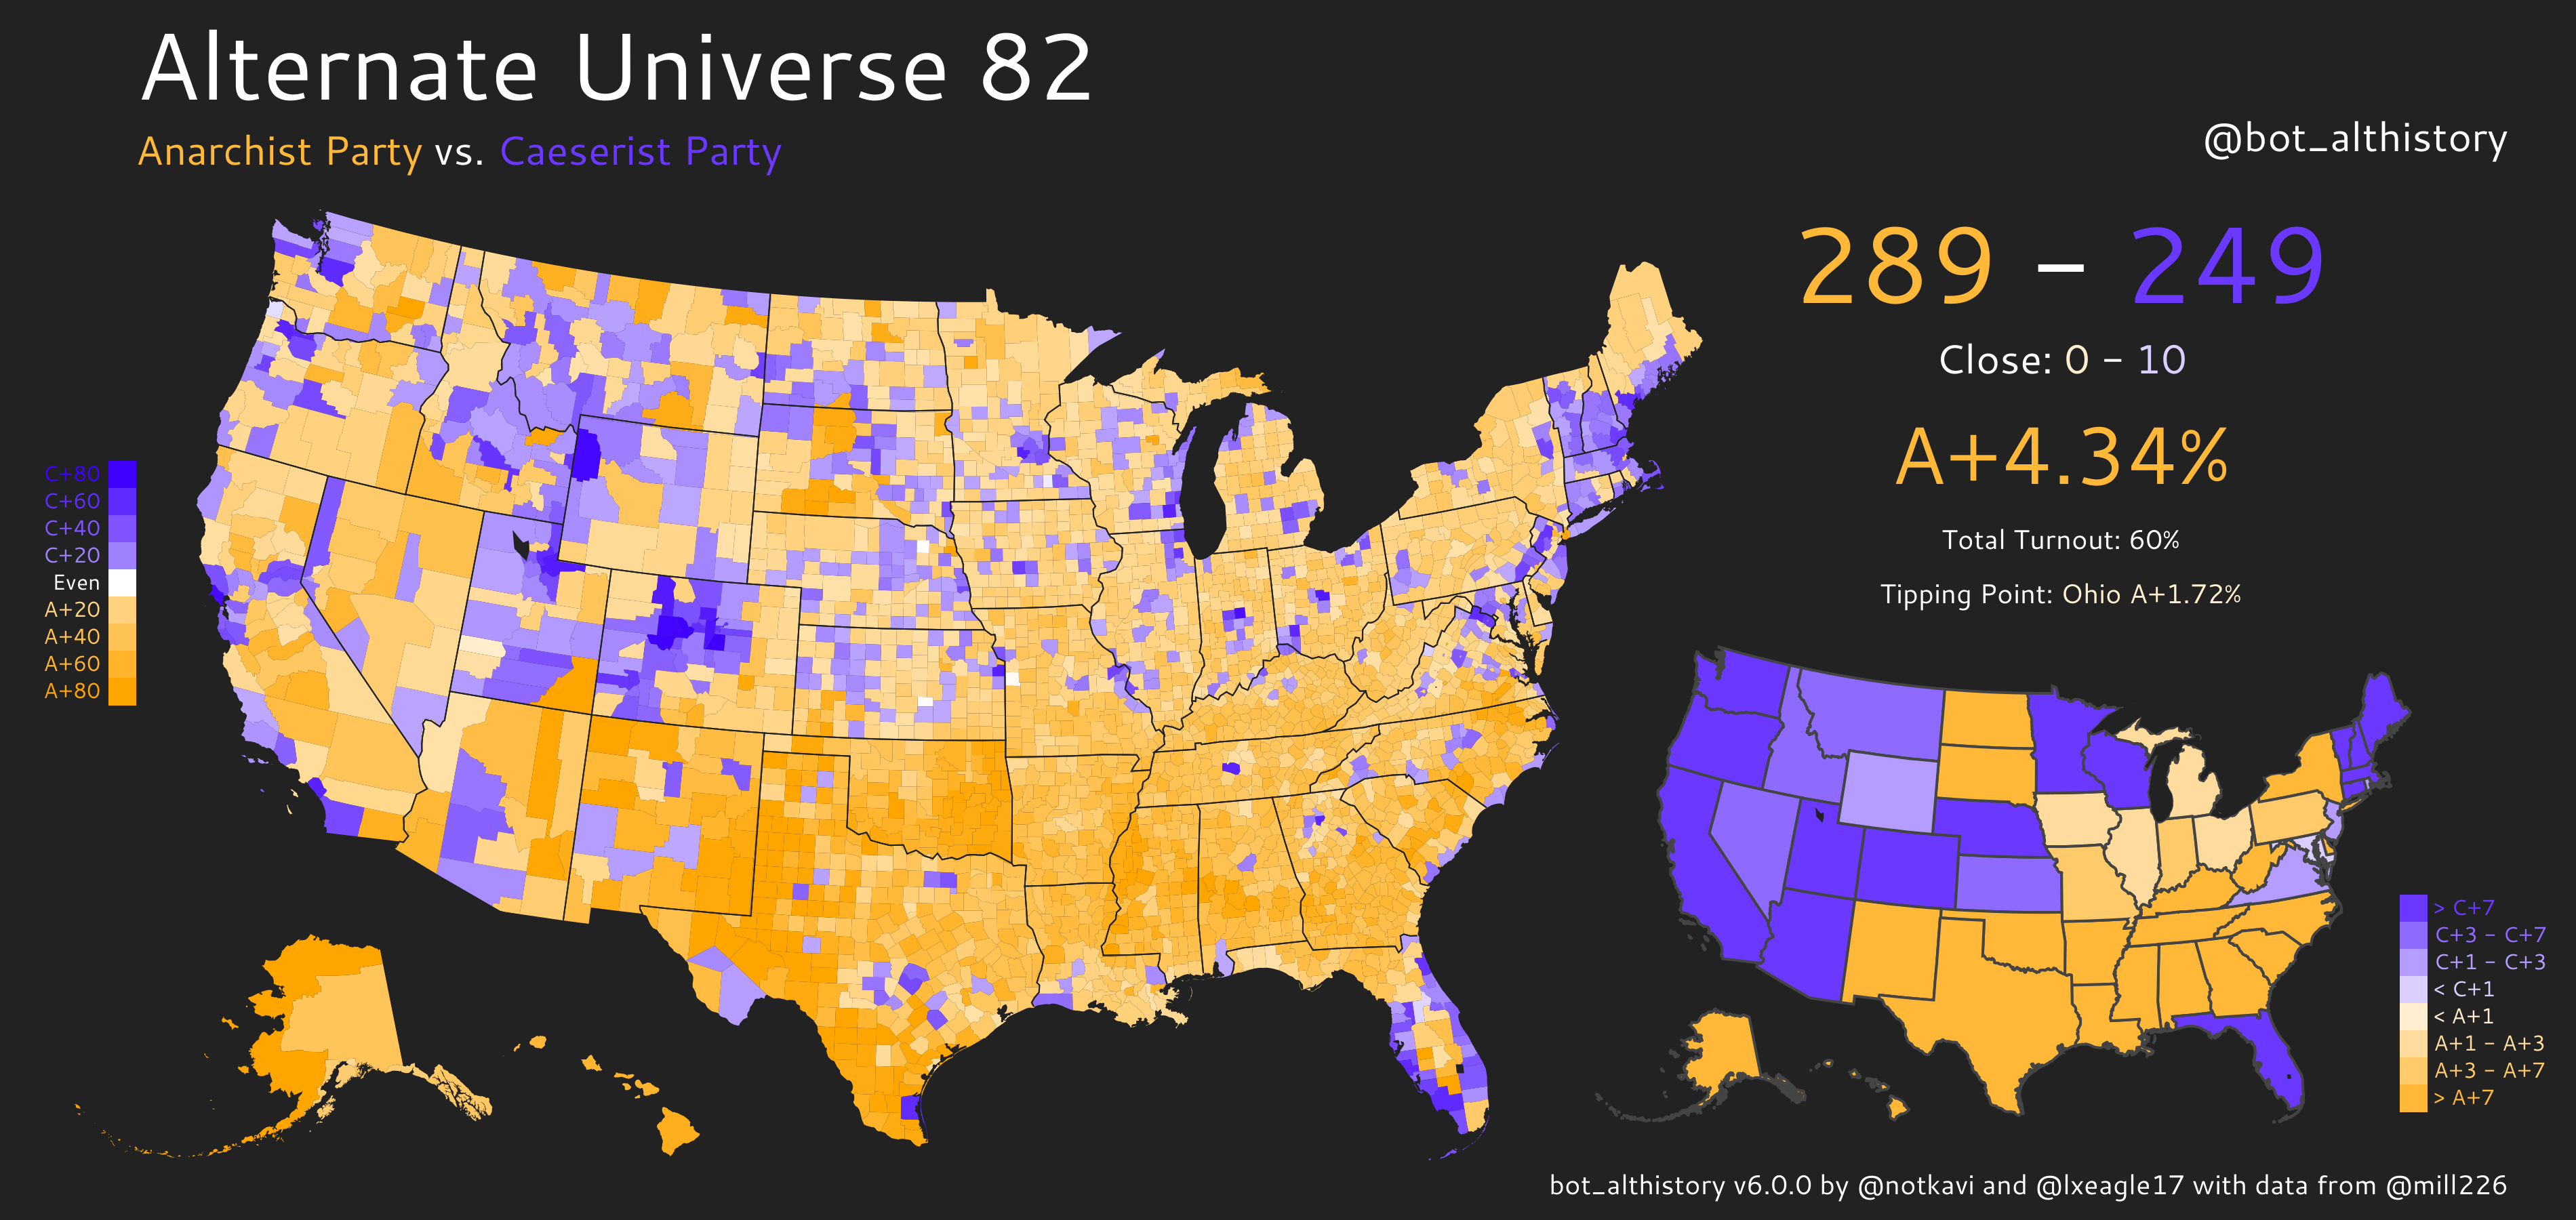 Alternate Universe 82
Anarchist Party vs. Caeserist Party
@bot_althistory
289 – 249
Close: 0 – 10
A+4.34%
Total Turnout: 60%
Tipping Point: Ohio A+1.72%
C+80
C+60
C+40
C+20
Even
A+20
A+40
A+60
A+80
> C+7
C+3 – C+7
C+1 – C+3
< C+1
< A+1
A+1 – A+3
A+3 – A+7
> A+7
bot_althistory v6.0.0 by @notkavi and @lxeagle17 with data from @mill226